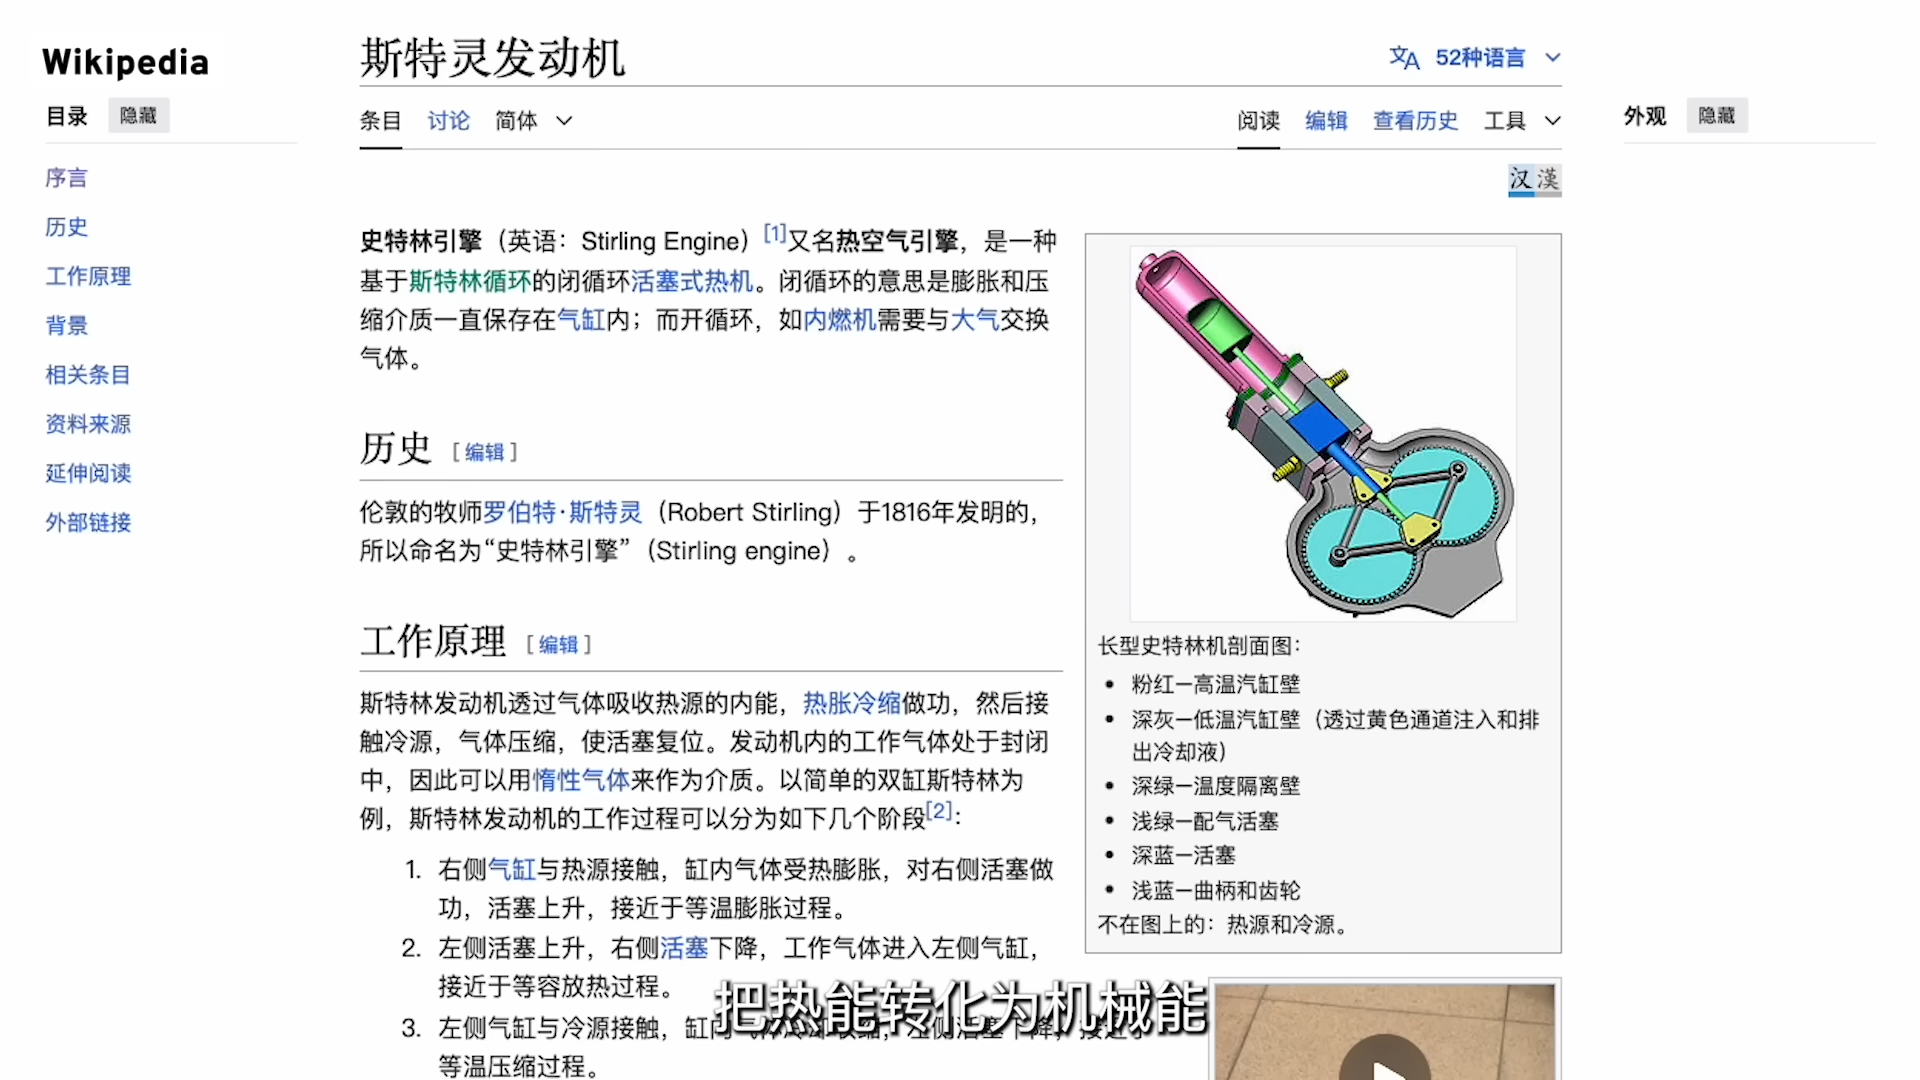 Wikipedia
目录
隐藏
序言
历史
工作原理
背景
相关条目
资料来源
延伸阅读
外部链接
斯特灵发动机
52种语言
条目
讨论
简体
阅读
编辑
查看历史
工具
外观
隐藏
汉漢
史特林引擎（英语：Stirling Engine）[1]又名热空气引擎，是一种
基于斯特林循环的闭循环活塞式热机。闭循环的意思是膨胀和压
缩介质一直保存在气缸内；而开循环，如内燃机需要与大气交换
气体。
历史 [编辑]
伦敦的牧师罗伯特·斯特灵（Robert Stirling）于1816年发明的，
所以命名为“史特林引擎”（Stirling engine）。
工作原理 [编辑]
斯特林发动机透过气体吸收热源的内能，热胀冷缩做功，然后接
触冷源，气体压缩，使活塞复位。发动机内的工作气体处于封闭
中，因此可以用惰性气体来作为介质。以简单的双缸斯特林为
例，斯特林发动机的工作过程可以分为如下几个阶段[2]：
1. 右侧气缸与热源接触，缸内气体受热膨胀，对右侧活塞做
功，活塞上升，接近于等温膨胀过程。
2. 左侧活塞上升，右侧活塞下降，工作气体进入左侧气缸，
接近于等容放热过程。
3. 左侧气缸与冷源接触，缸
等温压缩过程。
长型史特林机剖面图：
• 粉红—高温汽缸壁
• 深灰—低温汽缸壁（透过黄色通道注入和排
出冷却液）
• 深绿—温度隔离壁
• 浅绿—配气活塞
• 深蓝—活塞
• 浅蓝—曲柄和齿轮
不在图上的：热源和冷源。
把热能转化为机械能